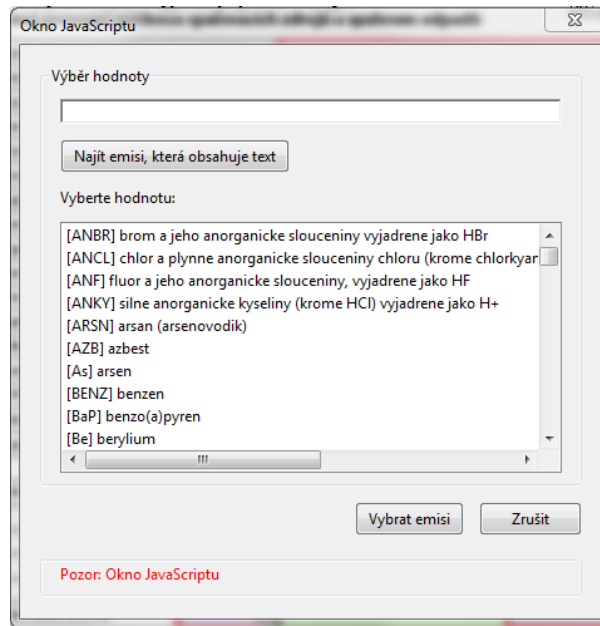 Okno JavaScriptu
Výběr hodnoty
Najít emisi, která obsahuje text
Vyberte hodnotu:
[ANBR] brom a jeho anorganicke slouceniny vyjadrene jako HBr
[ANCL] chlor a plynne anorganicke slouceniny chloru (krome chlorkyan
[ANF] fluor a jeho anorganicke slouceniny, vyjadrene jako HF
[ANKY] silne anorganicke kyseliny (krome HCl) vyjadrene jako H+
[ARSN] arsan (arsenovodik)
[AZB] azbest
[As] arsen
[BENZ] benzen
[BaP] benzo(a)pyren
[Be] berylium
Vybrat emisi Zrušit
Pozor: Okno JavaScriptu